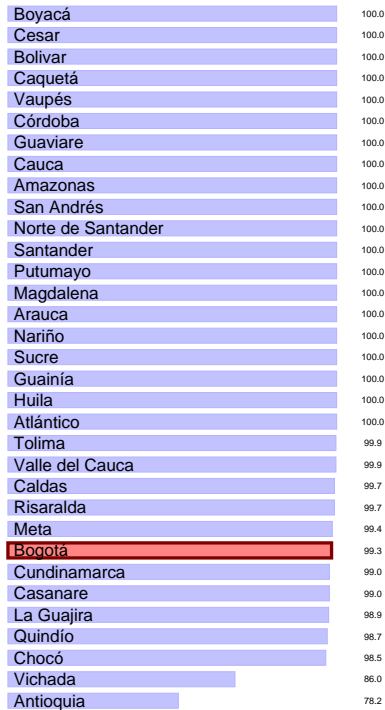 Boyacá 100.0
Cesar 100.0
Bolivar 100.0
Caquetá 100.0
Vaupés 100.0
Córdoba 100.0
Guaviare 100.0
Cauca 100.0
Amazonas 100.0
San Andrés 100.0
Norte de Santander 100.0
Santander 100.0
Putumayo 100.0
Magdalena 100.0
Arauca 100.0
Nariño 100.0
Sucre 100.0
Guainía 100.0
Huila 100.0
Atlántico 100.0
Tolima 99.9
Valle del Cauca 99.9
Caldas 99.7
Risaralda 99.7
Meta 99.4
Bogotá 99.3
Cundinamarca 99.0
Casanare 99.0
La Guajira 98.9
Quindío 98.7
Chocó 98.5
Vichada 86.0
Antioquia 78.2